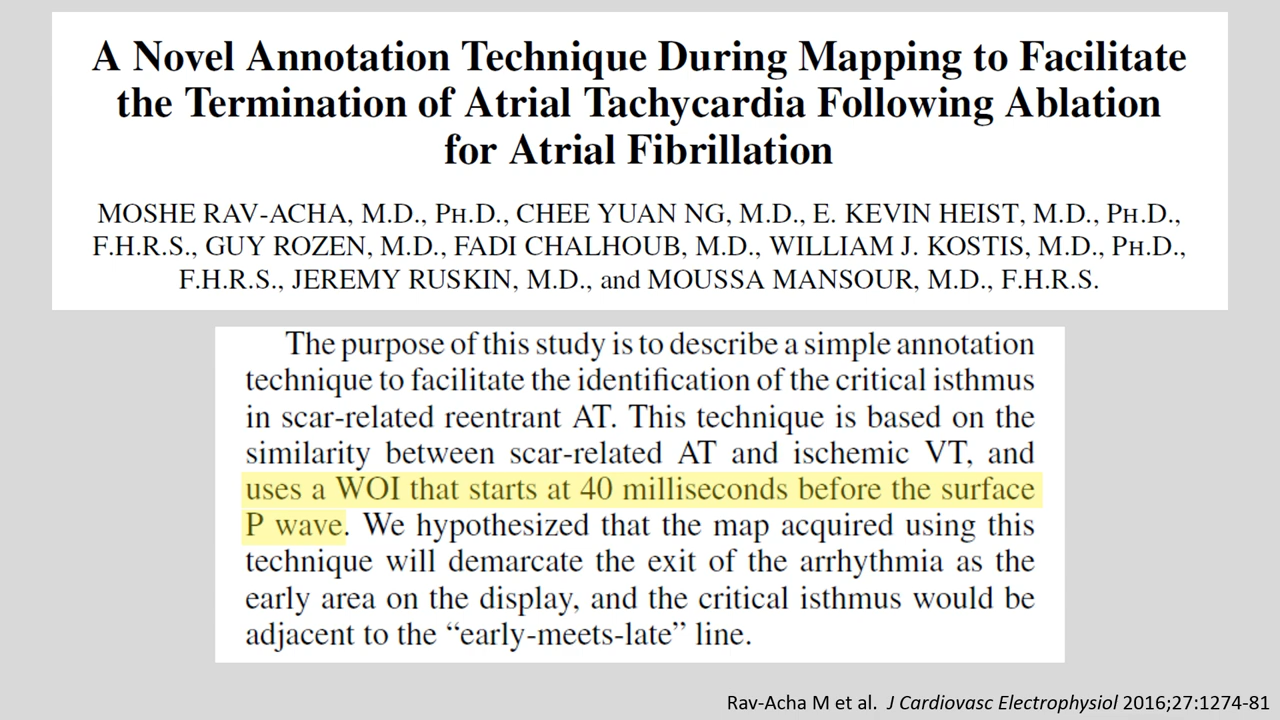 A Novel Annotation Technique During Mapping to Facilitate
the Termination of Atrial Tachycardia Following Ablation
for Atrial Fibrillation
MOSHE RAV-ACHA, M.D., PH.D., CHEE YUAN NG, M.D., E. KEVIN HEIST, M.D., PH.D.,
F.H.R.S., GUY ROZEN, M.D., FADI CHALHOUB, M.D., WILLIAM J. KOSTIS, M.D., PH.D.,
F.H.R.S., JEREMY RUSKIN, M.D., and MOUSSA MANSOUR, M.D., F.H.R.S.
The purpose of this study is to describe a simple annotation
technique to facilitate the identification of the critical isthmus
in scar-related reentrant AT. This technique is based on the
similarity between scar-related AT and ischemic VT, and
uses a WOI that starts at 40 milliseconds before the surface
P wave. We hypothesized that the map acquired using this
technique will demarcate the exit of the arrhythmia as the
early area on the display, and the critical isthmus would be
adjacent to the “early-meets-late” line.
Rav-Acha M et al. J Cardiovasc Electrophysiol 2016;27:1274-81